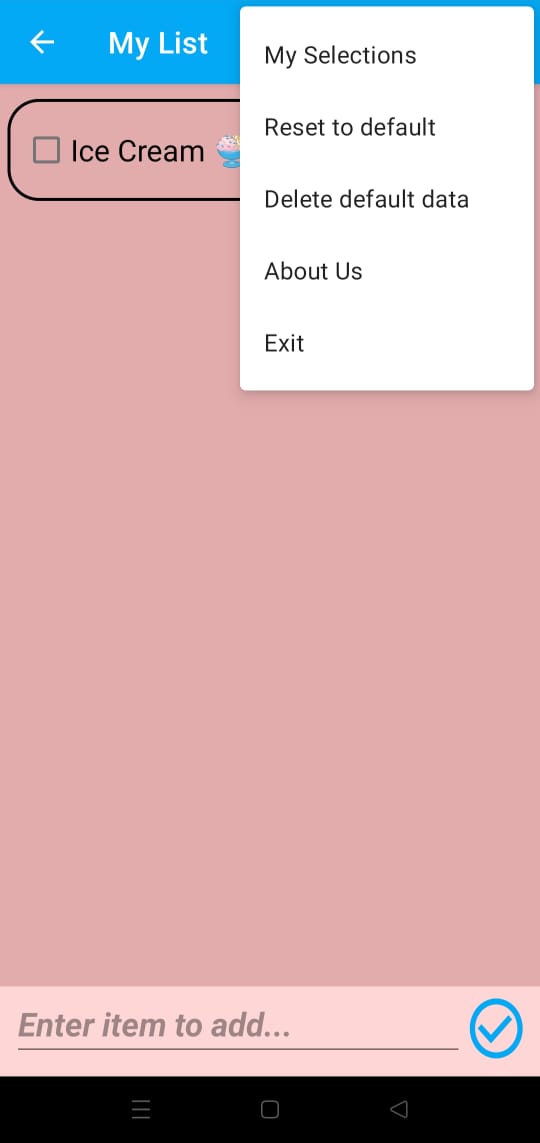 My List
My Selections
Reset to default
Delete default data
About Us
Exit
Ice Cream
Enter item to add...